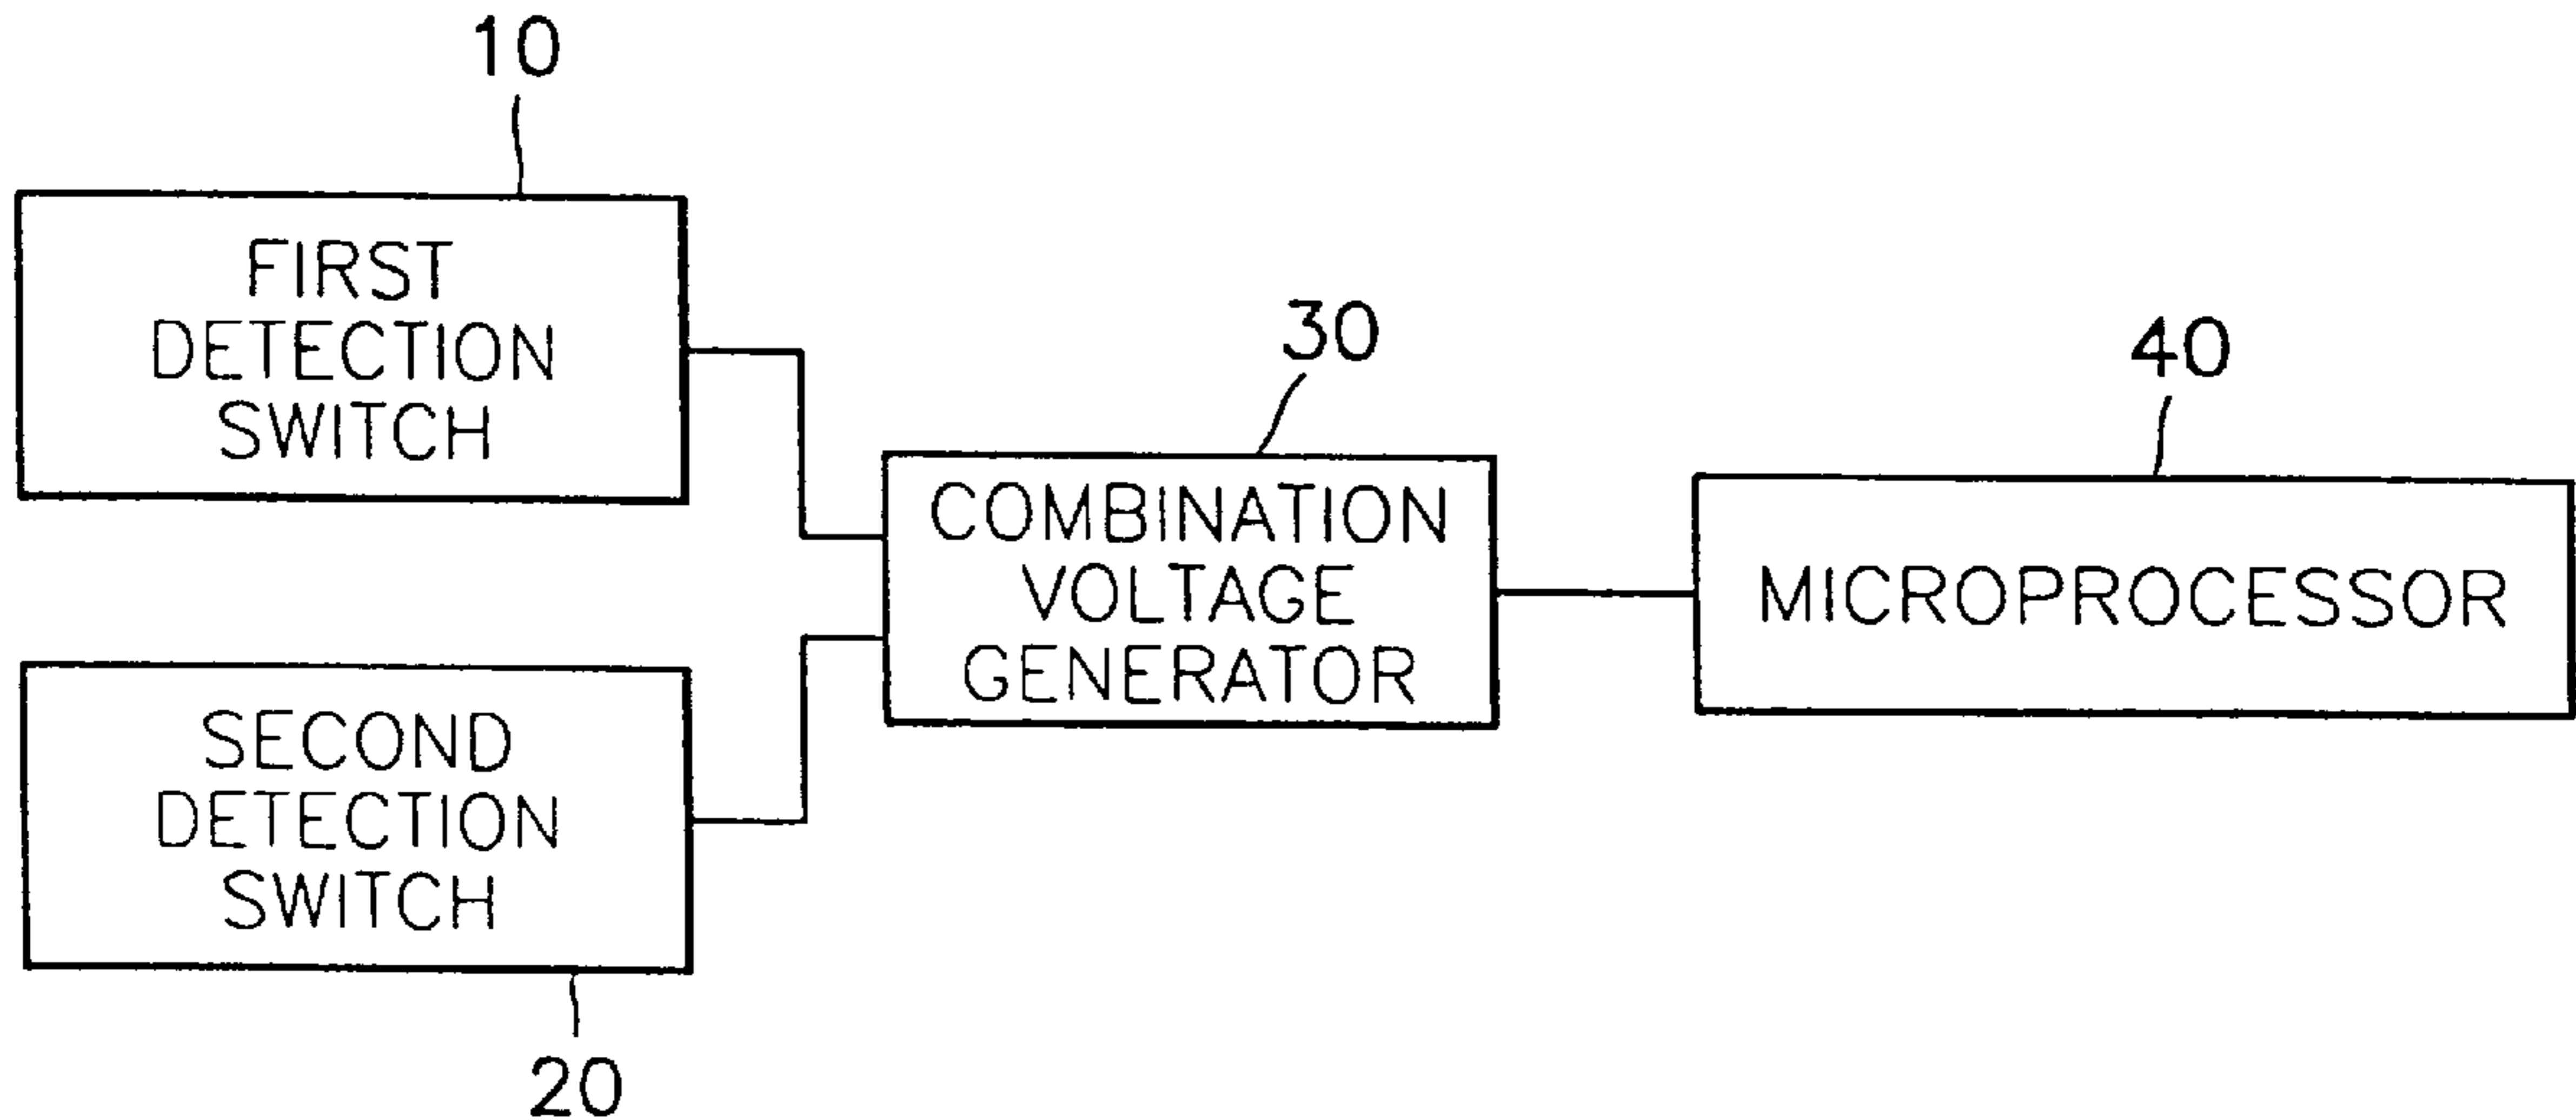 10
FIRST
DETECTION
SWITCH
30
COMBINATION
VOLTAGE
GENERATOR
40
MICROPROCESSOR
SECOND
DETECTION
SWITCH
20